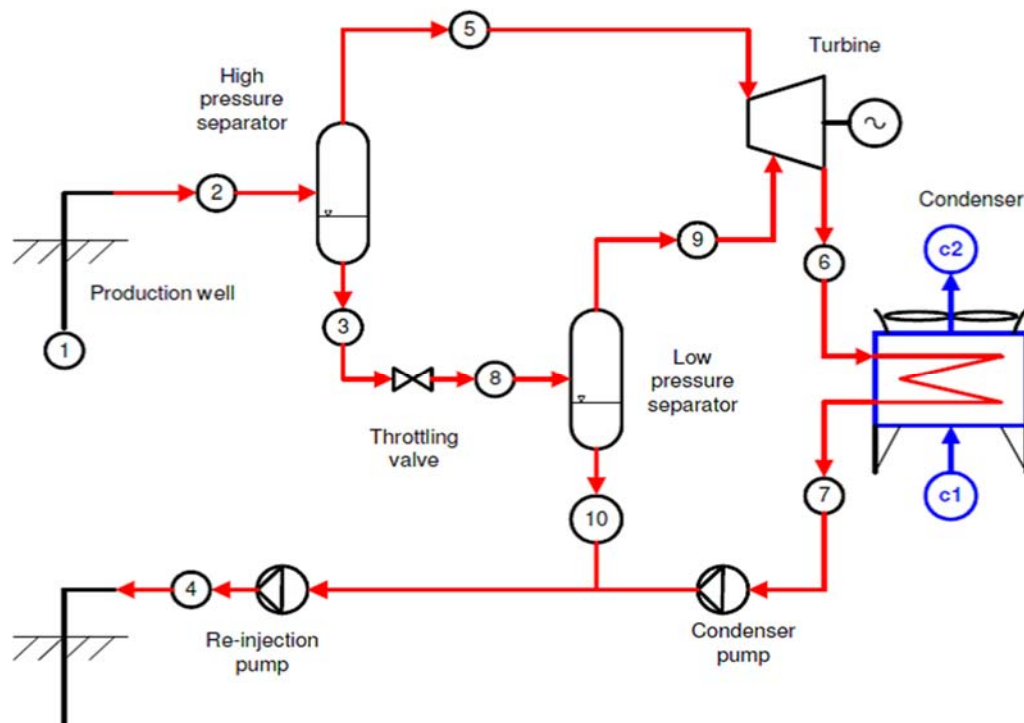 5
Turbine
High
pressure
separator
2
Condenser
c2
9
6
Production well
3
1
8
Low
pressure
separator
Throttling
valve
7
c1
10
4
Re-injection
pump
Condenser
pump